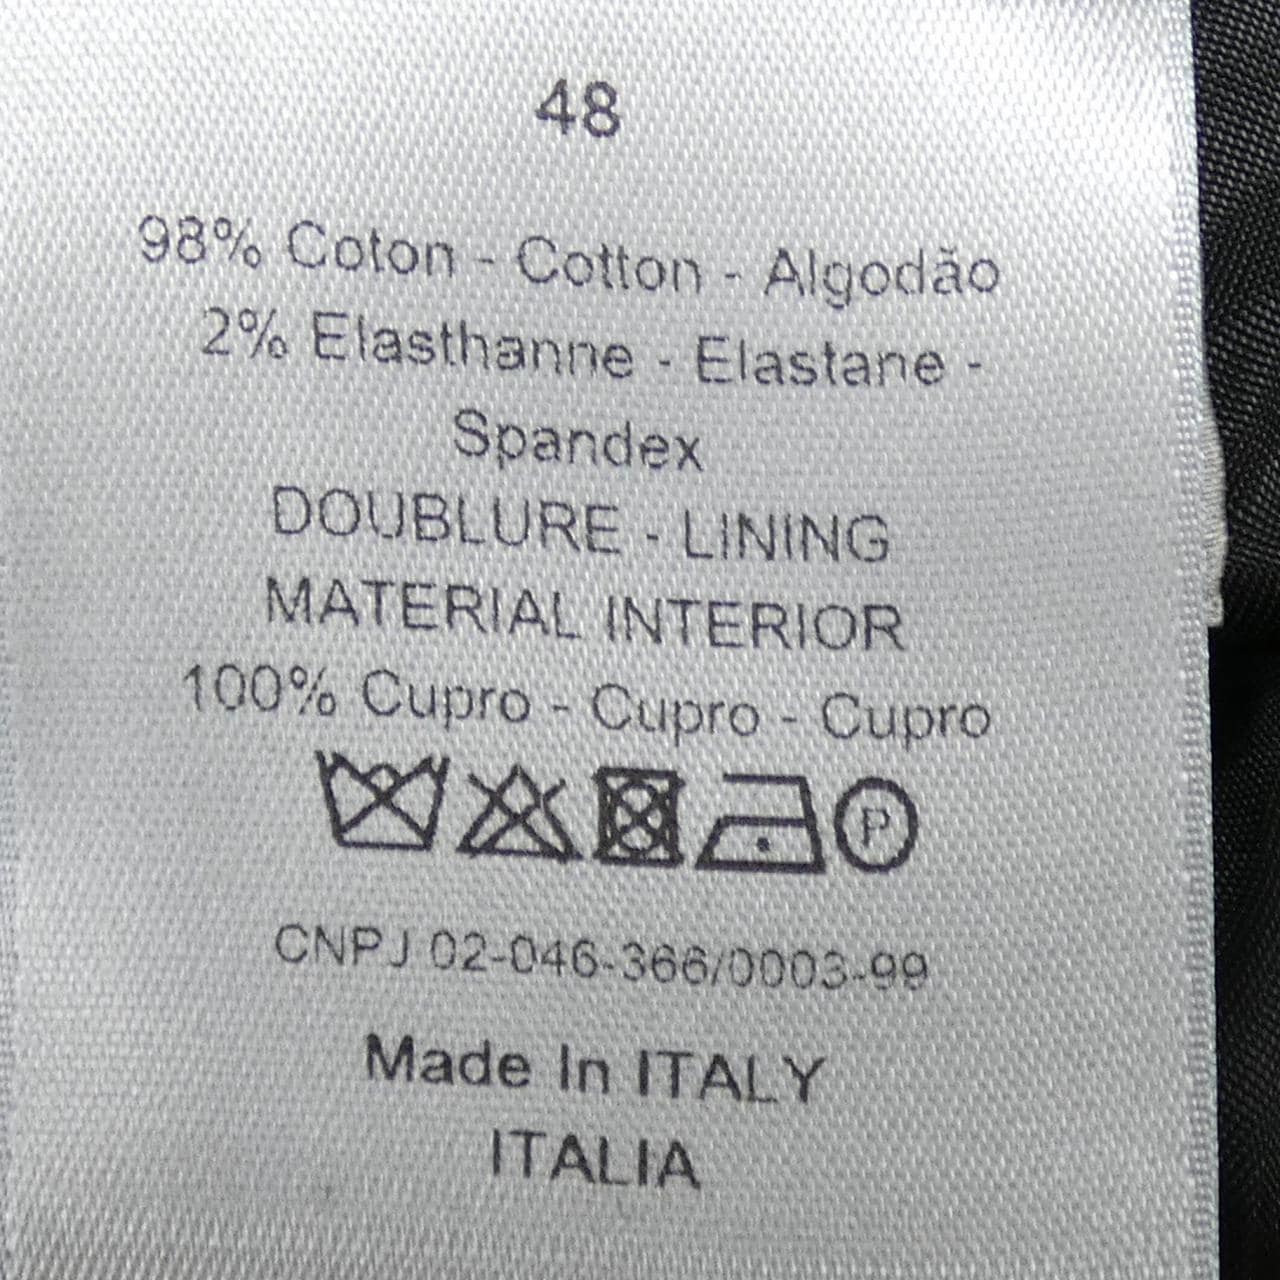 48
98% Coton - Cotton - Algodão
2% Elasthanne - Elastane -
Spandex
DOUBLURE - LINING
MATERIAL INTERIOR
100% Cupro - Cupro - Cupro
P
CNPJ 02-046-366/0003-99
Made In ITALY
ITALIA